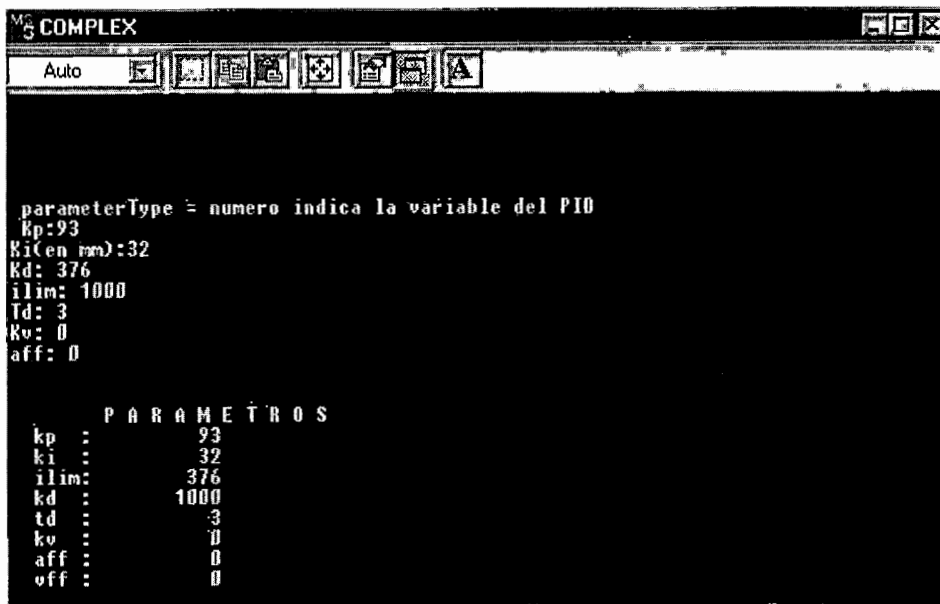 MS COMPLEX
Auto
A
parameterType = numero indica la variable del PID
Kp:93
Ki(en mm):32
Kd: 376
ilim: 1000
Td: 3
Kv: 0
aff: 0
P A R A M E T R O S
kp : 93
ki : 32
ilim: 376
kd : 1000
td : 3
kv : 0
aff : 0
vff : 0